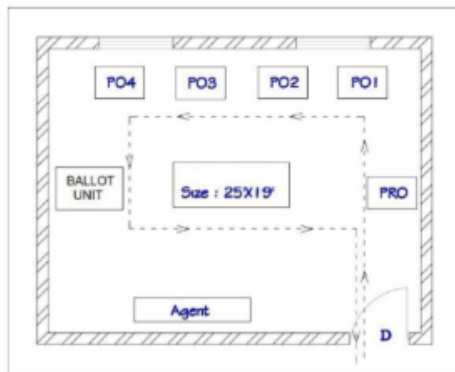 PO4 PO3 PO2 PO1
BALLOT
UNIT
Size : 25'X19'
PRO
Agent
D